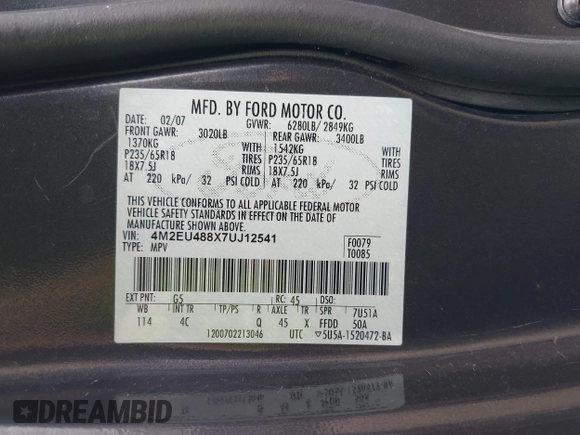 MFD. BY FORD MOTOR CO.
DATE: 02/07 GVWR: 6280LB/ 2849KG
FRONT GAWR: 3020LB REAR GAWR: 3400LB
1370KG WITH 1542KG WITH
P235/65R18 TIRES P235/65R18 TIRES
18X7.5J RIMS 18X7.5J RIMS
AT 220 kPa/ 32 PSI COLD AT 220 kPa/ 32 PSI COLD
THIS VEHICLE CONFORMS TO ALL APPLICABLE FEDERAL MOTOR
VEHICLE SAFETY STANDARDS IN EFFECT ON THE DATE OF
MANUFACTURE SHOWN ABOVE.
VIN: 4M2EU488X7UJ12541 F0079
TYPE: MPV T0085
EXT PNT: G5 RC: 45 DSO:
WB INT TR TP/PS R AXLE TR SPR 7U51A
114 4C Q 45 X FFDD 50A
1200702213046 UTC ▽5U5A-1520472-BA
AUTOBIDMASTER